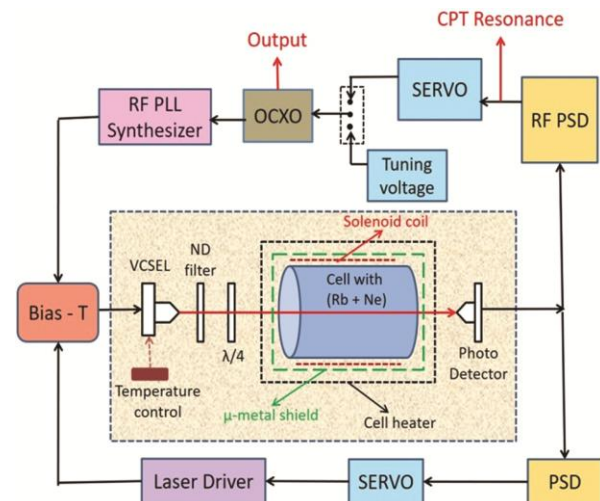 CPT Resonance
Output
RF PLL
Synthesizer
OCXO
SERVO
RF PSD
Tuning
voltage
Solenoid coil
ND
filter
VCSEL
Cell with
(Rb + Ne)
Bias - T
λ/4
Photo
Detector
Temperature
control
μ-metal shield
Cell heater
Laser Driver
SERVO
PSD